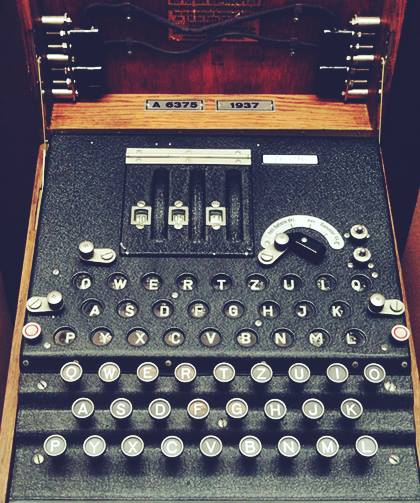 A 6375 1937
Q W E R T Z U I O
A S D F G H J K
P Y X C V B N M L
Q W E R T Z U I O
A S D F G H J K
P Y X C V B N M L